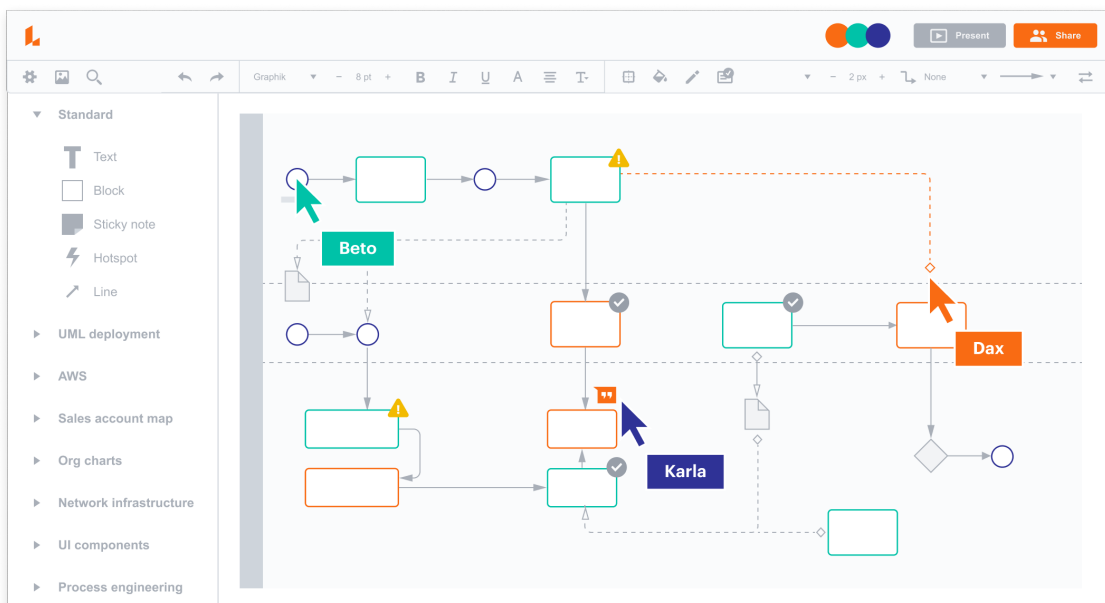 Present
Share
Graphik
8 pt
B I U A T
2 px
None
Standard
Text
Block
Sticky note
Hotspot
Line
UML deployment
AWS
Sales account map
Org charts
Network infrastructure
UI components
Process engineering
Beto
Dax
Karla